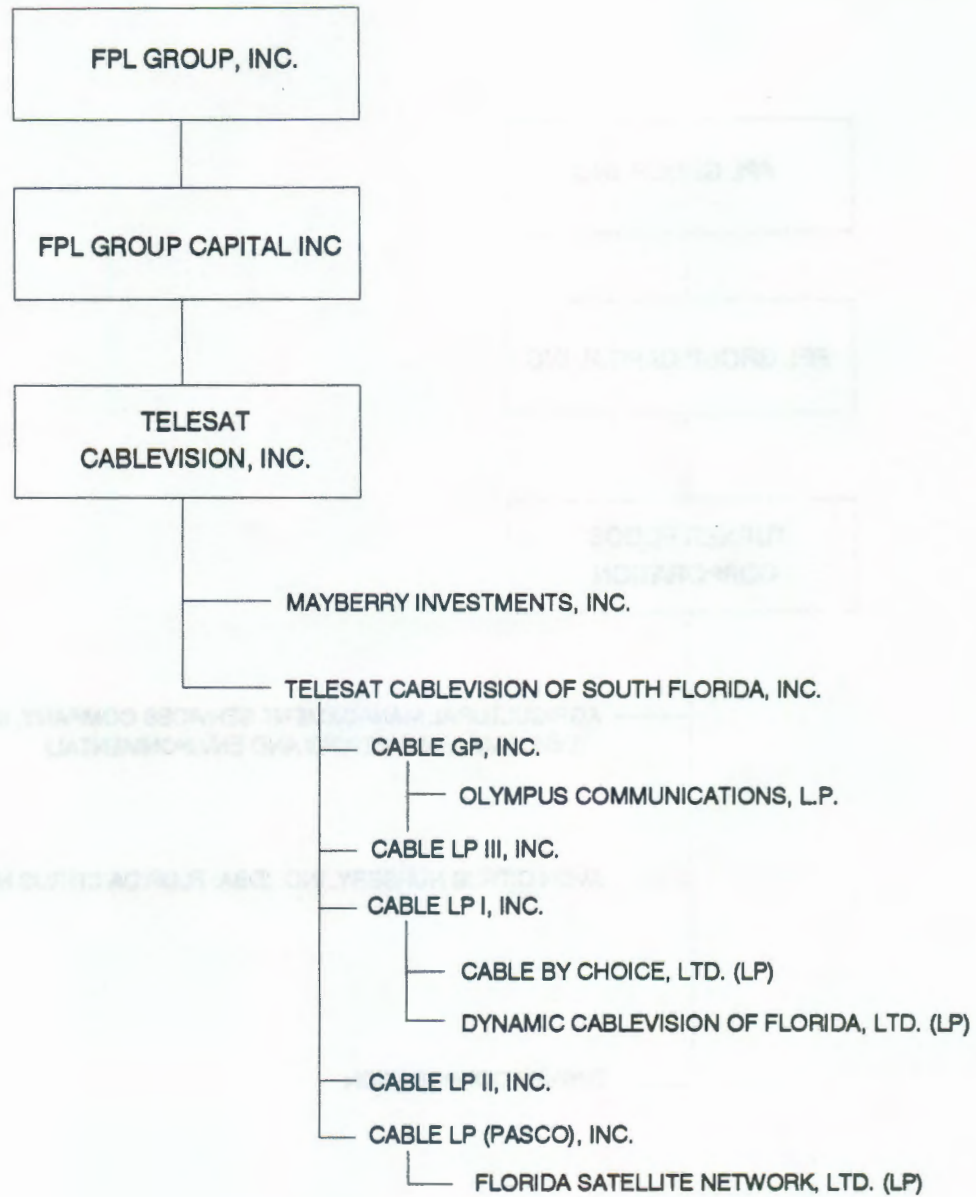 FPL GROUP, INC.
FPL GROUP CAPITAL INC
TELESAT
CABLEVISION, INC.
MAYBERRY INVESTMENTS, INC.
TELESAT CABLEVISION OF SOUTH FLORIDA, INC.
CABLE GP, INC.
OLYMPUS COMMUNICATIONS, L.P.
CABLE LP III, INC.
CABLE LP I, INC.
CABLE BY CHOICE, LTD. (LP)
DYNAMIC CABLEVISION OF FLORIDA, LTD. (LP)
CABLE LP II, INC.
CABLE LP (PASCO), INC.
FLORIDA SATELLITE NETWORK, LTD. (LP)